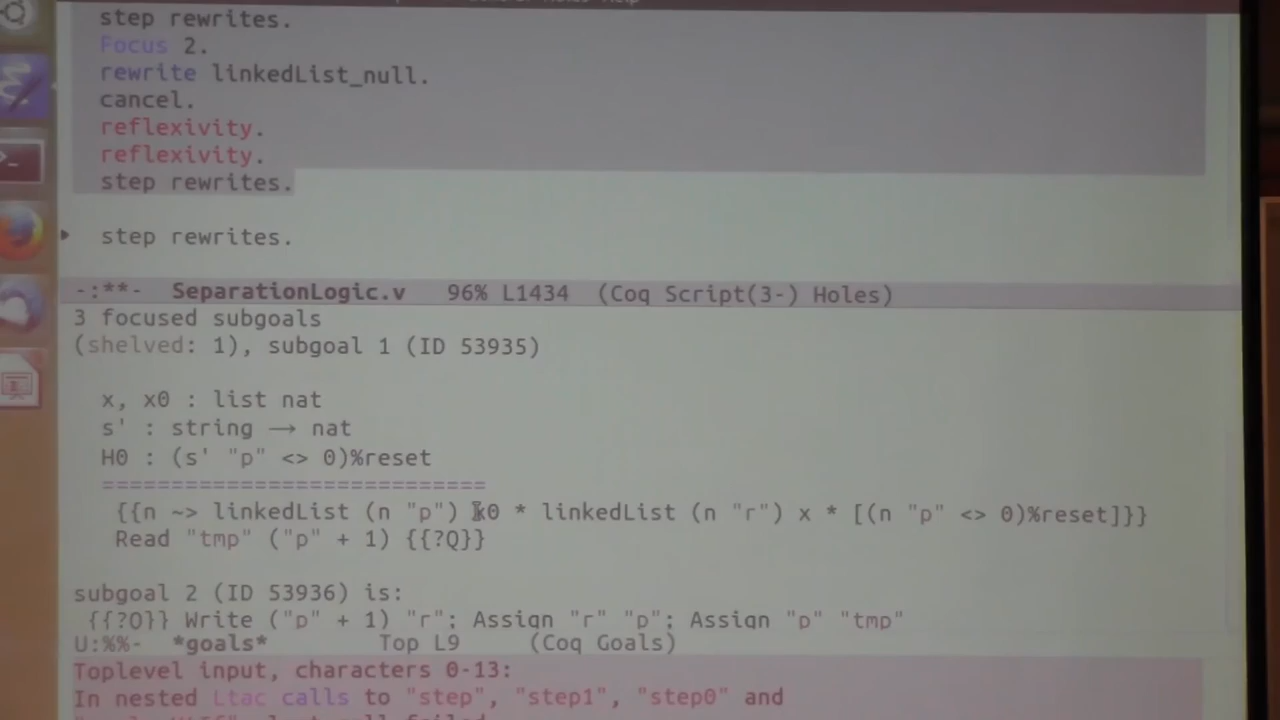 step rewrites.
Focus 2.
rewrite linkedList_null.
cancel.
reflexivity.
reflexivity.
step rewrites.
step rewrites.
-:**- SeparationLogic.v 96% L1434 (Coq Script(3-) Holes)
3 focused subgoals
(shelved: 1), subgoal 1 (ID 53935)
x, x0 : list nat
s' : string → nat
H0 : (s' "p" <> 0)%reset
============================
{{n ~> linkedList (n "p") x0 * linkedList (n "r") x * [(n "p" <> 0)%reset]}}
Read "tmp" ("p" + 1) {{?Q}}
subgoal 2 (ID 53936) is:
{{?Q}} Write ("p" + 1) "r"; Assign "r" "p"; Assign "p" "tmp"
U:%%- *goals* Top L9 (Coq Goals)
Toplevel input, characters 0-13:
In nested Ltac calls to "step", "step1", "step0" and